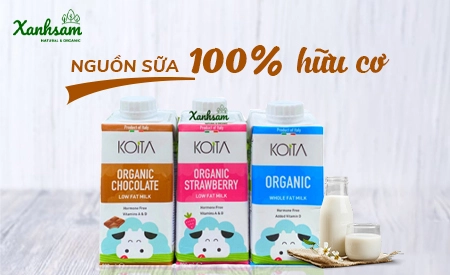 Xanhsam
NATURAL & ORGANIC
NGUỒN SỮA 100% hữu cơ
Xanhsam
Product of Italy
KOITA
ORGANIC
CHOCOLATE
LOW FAT MILK
Hormone Free
Vitamins A & D
Product of Italy
KOITA
ORGANIC
STRAWBERRY
LOW FAT MILK
Hormone Free
Vitamins A & D
Product of Italy
KOITA
ORGANIC
WHOLE FAT MILK
Hormone Free
Added Vitamin D